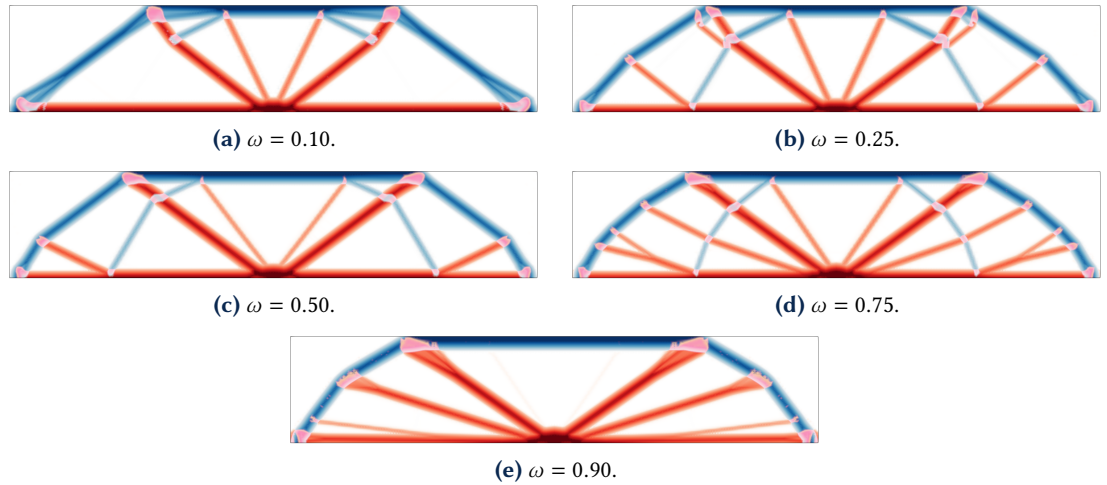 (a) ω = 0.10.
(b) ω = 0.25.
(c) ω = 0.50.
(d) ω = 0.75.
(e) ω = 0.90.